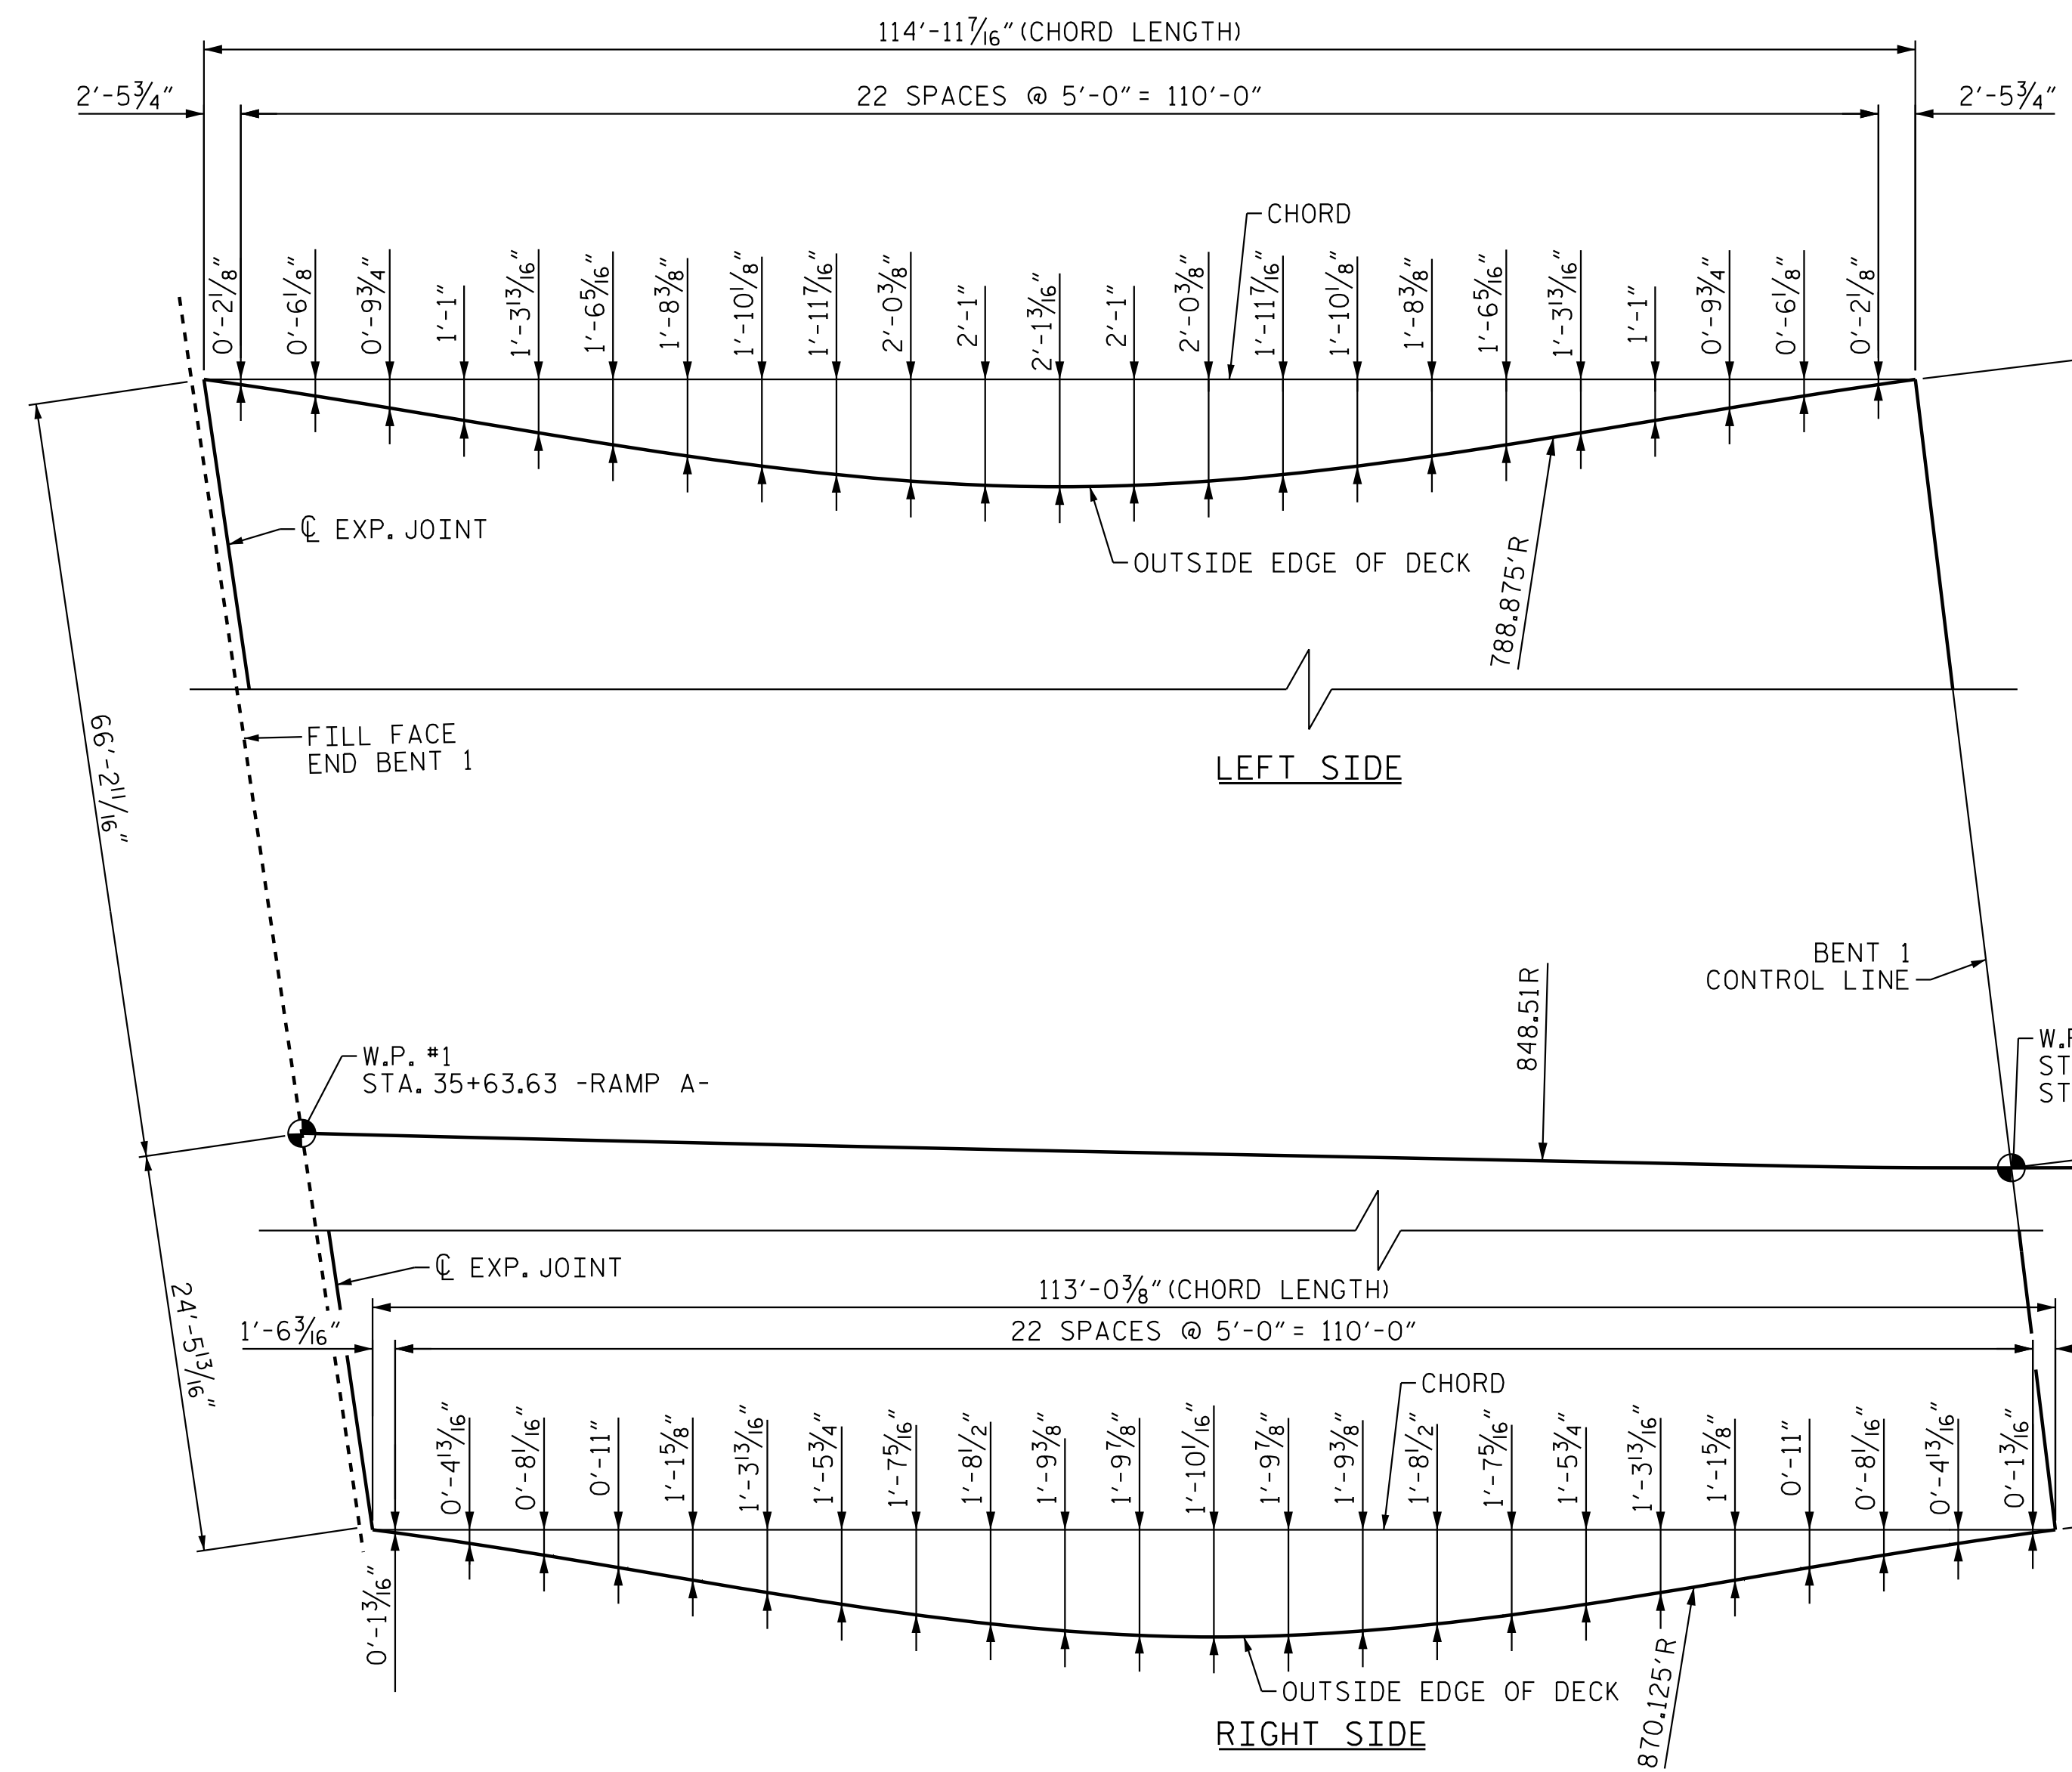 114'-11 7/16" (CHORD LENGTH)
2'-5 3/4"
22 SPACES @ 5'-0" = 110'-0"
2'-5 3/4"
CHORD
0'-2 1/8"
0'-6 1/8"
0'-9 3/4"
1'-1"
1'-3 13/16"
1'-6 5/16"
1'-8 3/8"
1'-10 1/8"
1'-11 7/16"
2'-0 3/8"
2'-1"
2'-1 3/16"
2'-1"
2'-0 3/8"
1'-11 7/16"
1'-10 1/8"
1'-8 3/8"
1'-6 5/16"
1'-3 13/16"
1'-1"
0'-9 3/4"
0'-6 1/8"
0'-2 1/8"
℄ EXP. JOINT
OUTSIDE EDGE OF DECK
788.875'R
66'-2 11/16"
FILL FACE
END BENT 1
LEFT SIDE
BENT 1
CONTROL LINE
848.51R
W.P. #1
STA. 35+63.63 -RAMP A-
W.P
ST
ST
℄ EXP. JOINT
24'-5 13/16"
113'-0 3/8" (CHORD LENGTH)
1'-6 3/16"
22 SPACES @ 5'-0" = 110'-0"
CHORD
0'-1 3/16"
0'-4 13/16"
0'-8 1/16"
0'-11"
1'-1 5/8"
1'-3 13/16"
1'-5 3/4"
1'-7 5/16"
1'-8 1/2"
1'-9 3/8"
1'-9 7/8"
1'-10 1/16"
1'-9 7/8"
1'-9 3/8"
1'-8 1/2"
1'-7 5/16"
1'-5 3/4"
1'-3 13/16"
1'-1 5/8"
0'-11"
0'-8 1/16"
0'-4 13/16"
0'-1 3/16"
OUTSIDE EDGE OF DECK
870.125'R
RIGHT SIDE